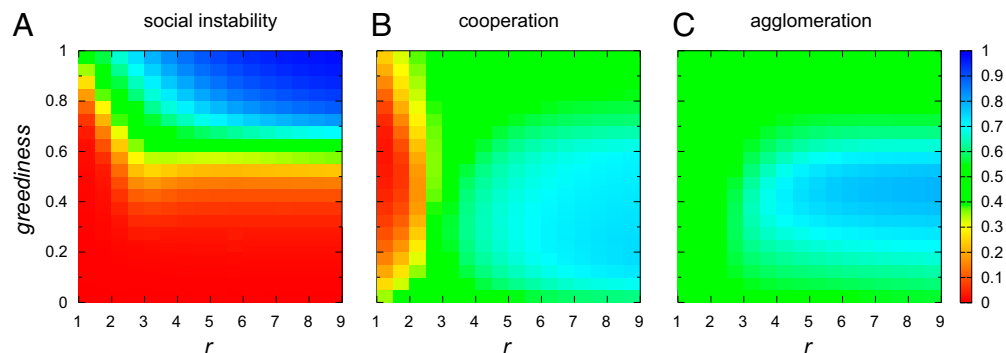 A social instability
B cooperation
C agglomeration
greediness
1
0.8
0.6
0.4
0.2
0
1 2 3 4 5 6 7 8 9
r
1 2 3 4 5 6 7 8 9
r
1 2 3 4 5 6 7 8 9
r
1
0.9
0.8
0.7
0.6
0.5
0.4
0.3
0.2
0.1
0